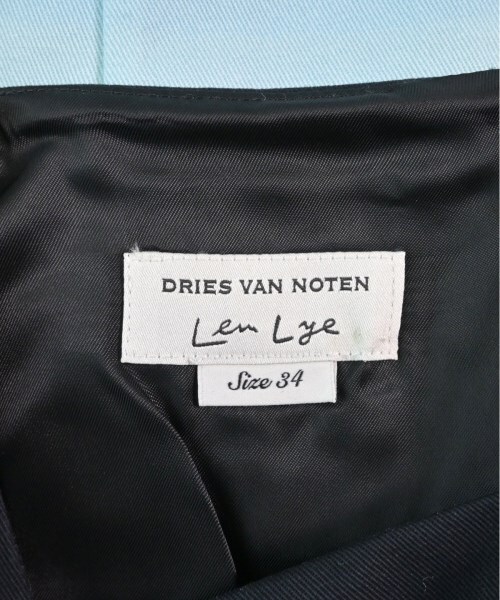 DRIES VAN NOTEN
Len Lye
Size 34